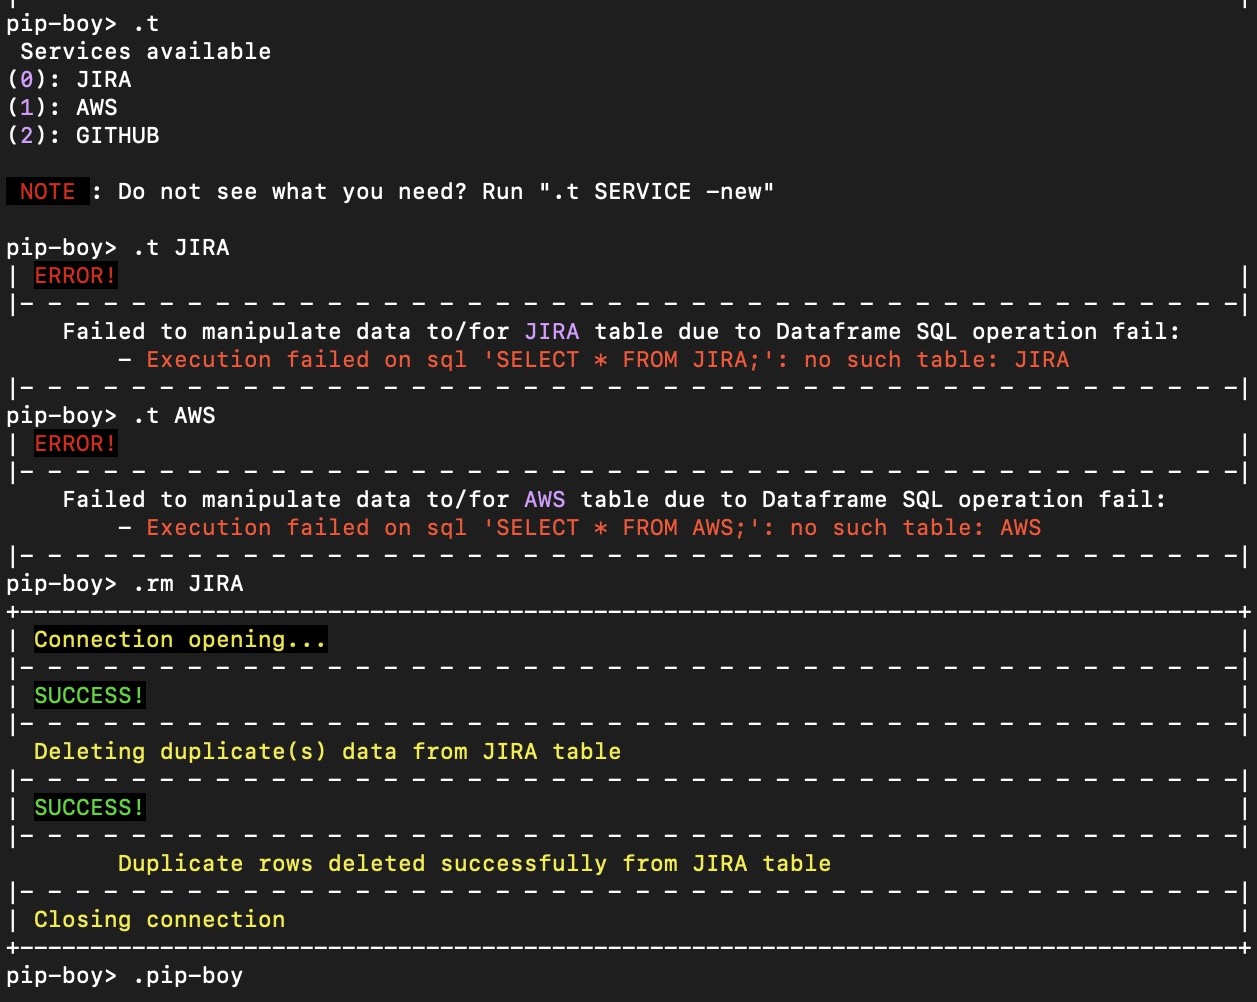 pip-boy> .t
Services available
(0): JIRA
(1): AWS
(2): GITHUB
NOTE : Do not see what you need? Run ".t SERVICE -new"
pip-boy> .t JIRA
| ERROR! |
|- - - - - - - - - - - - - - - - - - - - - - - - - - - - - - - - - - - - - - - - - - - -|
Failed to manipulate data to/for JIRA table due to Dataframe SQL operation fail:
- Execution failed on sql 'SELECT * FROM JIRA;': no such table: JIRA
|- - - - - - - - - - - - - - - - - - - - - - - - - - - - - - - - - - - - - - - - - - - -|
pip-boy> .t AWS
| ERROR! |
|- - - - - - - - - - - - - - - - - - - - - - - - - - - - - - - - - - - - - - - - - - - -|
Failed to manipulate data to/for AWS table due to Dataframe SQL operation fail:
- Execution failed on sql 'SELECT * FROM AWS;': no such table: AWS
|- - - - - - - - - - - - - - - - - - - - - - - - - - - - - - - - - - - - - - - - - - - -|
pip-boy> .rm JIRA
+---------------------------------------------------------------------------------------+
| Connection opening... |
|- - - - - - - - - - - - - - - - - - - - - - - - - - - - - - - - - - - - - - - - - - - -|
| SUCCESS! |
|- - - - - - - - - - - - - - - - - - - - - - - - - - - - - - - - - - - - - - - - - - - -|
Deleting duplicate(s) data from JIRA table
|- - - - - - - - - - - - - - - - - - - - - - - - - - - - - - - - - - - - - - - - - - - -|
| SUCCESS! |
|- - - - - - - - - - - - - - - - - - - - - - - - - - - - - - - - - - - - - - - - - - - -|
Duplicate rows deleted successfully from JIRA table
|- - - - - - - - - - - - - - - - - - - - - - - - - - - - - - - - - - - - - - - - - - - -|
| Closing connection |
+---------------------------------------------------------------------------------------+
pip-boy> .pip-boy